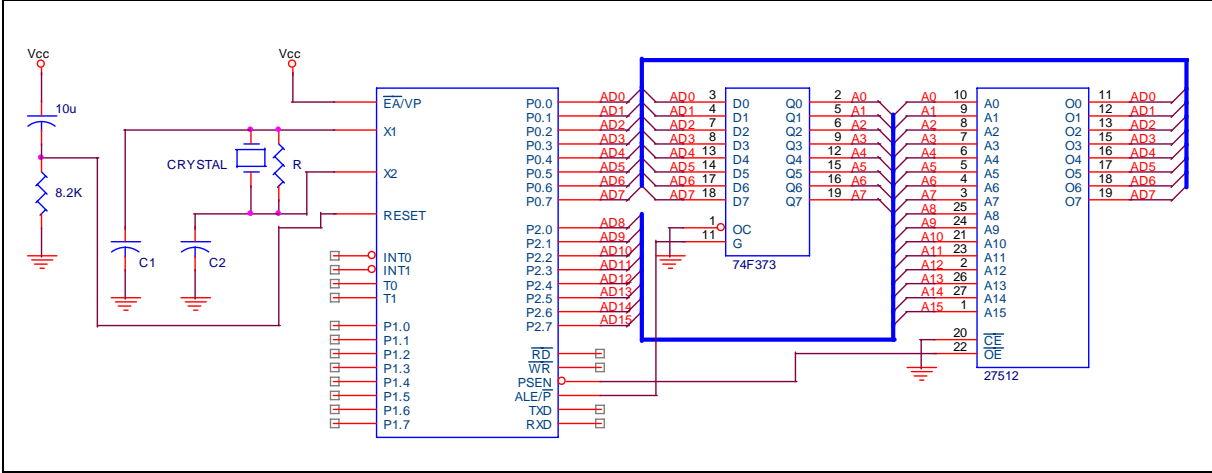 Vcc
10u
8.2K
C1
C2
CRYSTAL
R
Vcc
EA/VP
X1
X2
RESET
INT0
INT1
T0
T1
P1.0
P1.1
P1.2
P1.3
P1.4
P1.5
P1.6
P1.7
P0.0 AD0
P0.1 AD1
P0.2 AD2
P0.3 AD3
P0.4 AD4
P0.5 AD5
P0.6 AD6
P0.7 AD7
P2.0 AD8
P2.1 AD9
P2.2 AD10
P2.3 AD11
P2.4 AD12
P2.5 AD13
P2.6 AD14
P2.7 AD15
RD
WR
PSEN
ALE/P
TXD
RXD
AD0 3 D0 Q0 2 A0
AD1 4 D1 Q1 5 A1
AD2 7 D2 Q2 6 A2
AD3 8 D3 Q3 9 A3
AD4 13 D4 Q4 12 A4
AD5 14 D5 Q5 15 A5
AD6 17 D6 Q6 16 A6
AD7 18 D7 Q7 19 A7
1 OC
11 G
74F373
A0 10 A0 O0 11 AD0
A1 9 A1 O1 12 AD1
A2 8 A2 O2 13 AD2
A3 7 A3 O3 15 AD3
A4 6 A4 O4 16 AD4
A5 5 A5 O5 17 AD5
A6 4 A6 O6 18 AD6
A7 3 A7 O7 19 AD7
A8 25 A8
A9 24 A9
A10 21 A10
A11 23 A11
A12 2 A12
A13 26 A13
A14 27 A14
A15 1 A15
20 CE
22 OE
27512